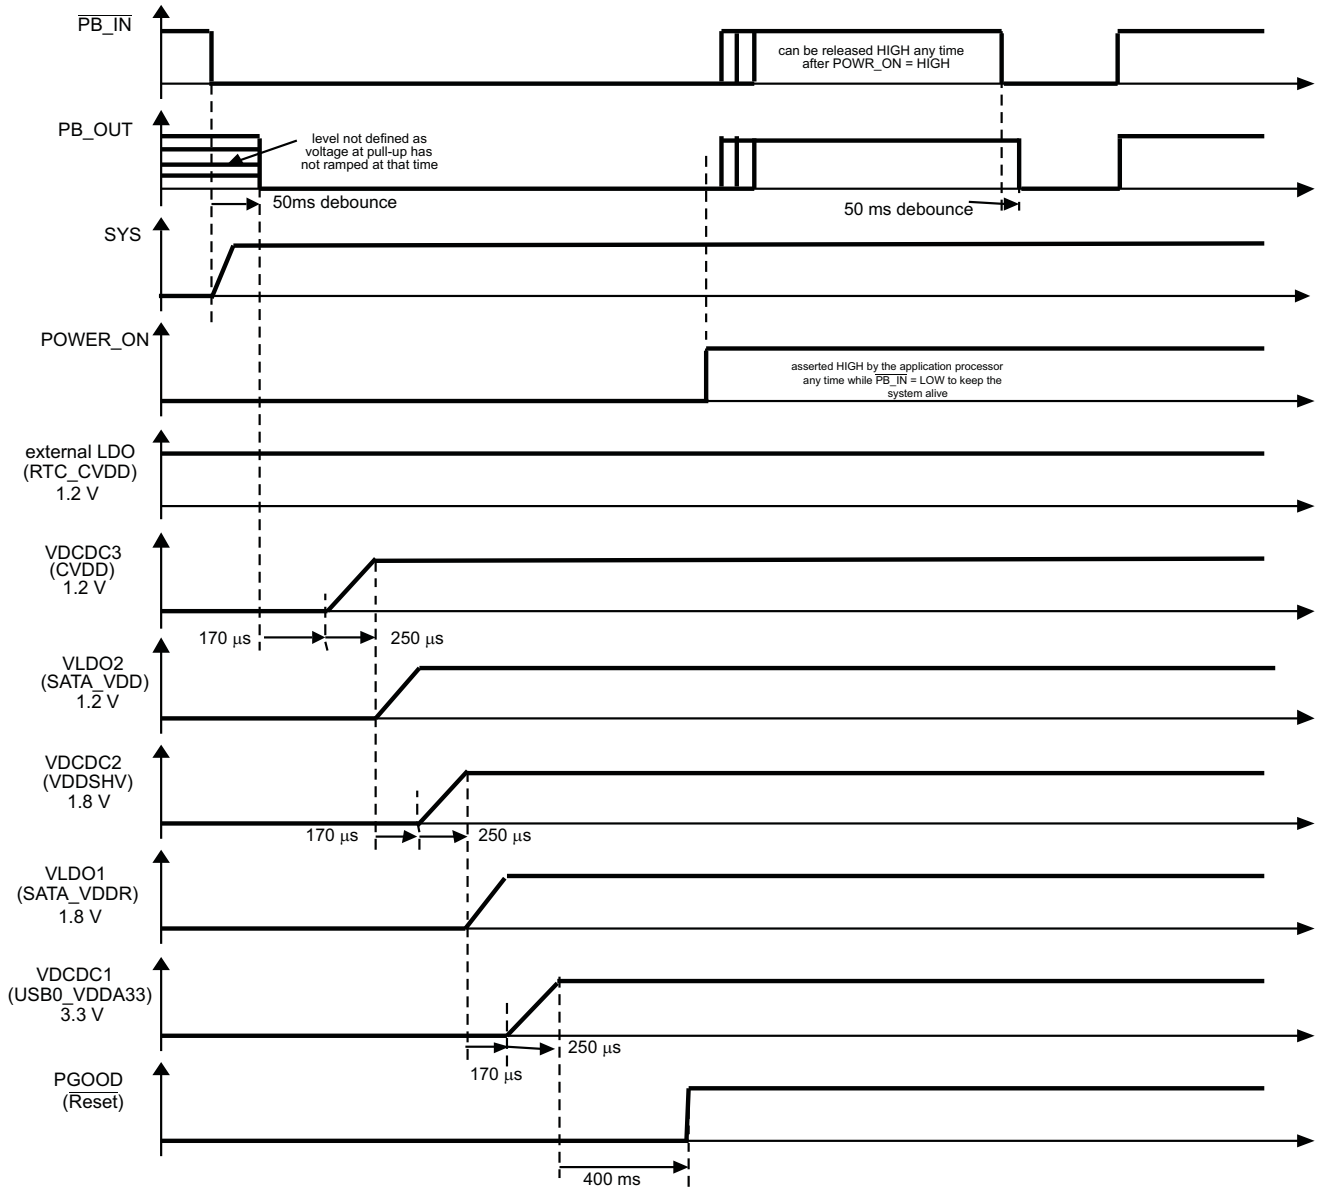 PB_IN
can be released HIGH any time
after POWR_ON = HIGH
PB_OUT
level not defined as
voltage at pull-up has
not ramped at that time
50ms debounce
50 ms debounce
SYS
POWER_ON
asserted HIGH by the application processor
any time while PB_IN = LOW to keep the
system alive
external LDO
(RTC_CVDD)
1.2 V
VDCDC3
(CVDD)
1.2 V
170 μs
250 μs
VLDO2
(SATA_VDD)
1.2 V
VDCDC2
(VDDSHV)
1.8 V
170 μs
250 μs
VLDO1
(SATA_VDDR)
1.8 V
VDCDC1
(USB0_VDDA33)
3.3 V
250 μs
170 μs
PGOOD
(Reset)
400 ms